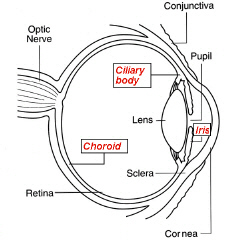 Conjunctiva
Optic
Nerve
Pupil
Ciliary
body
Lens
Iris
Choroid
Sclera
Retina
Cornea